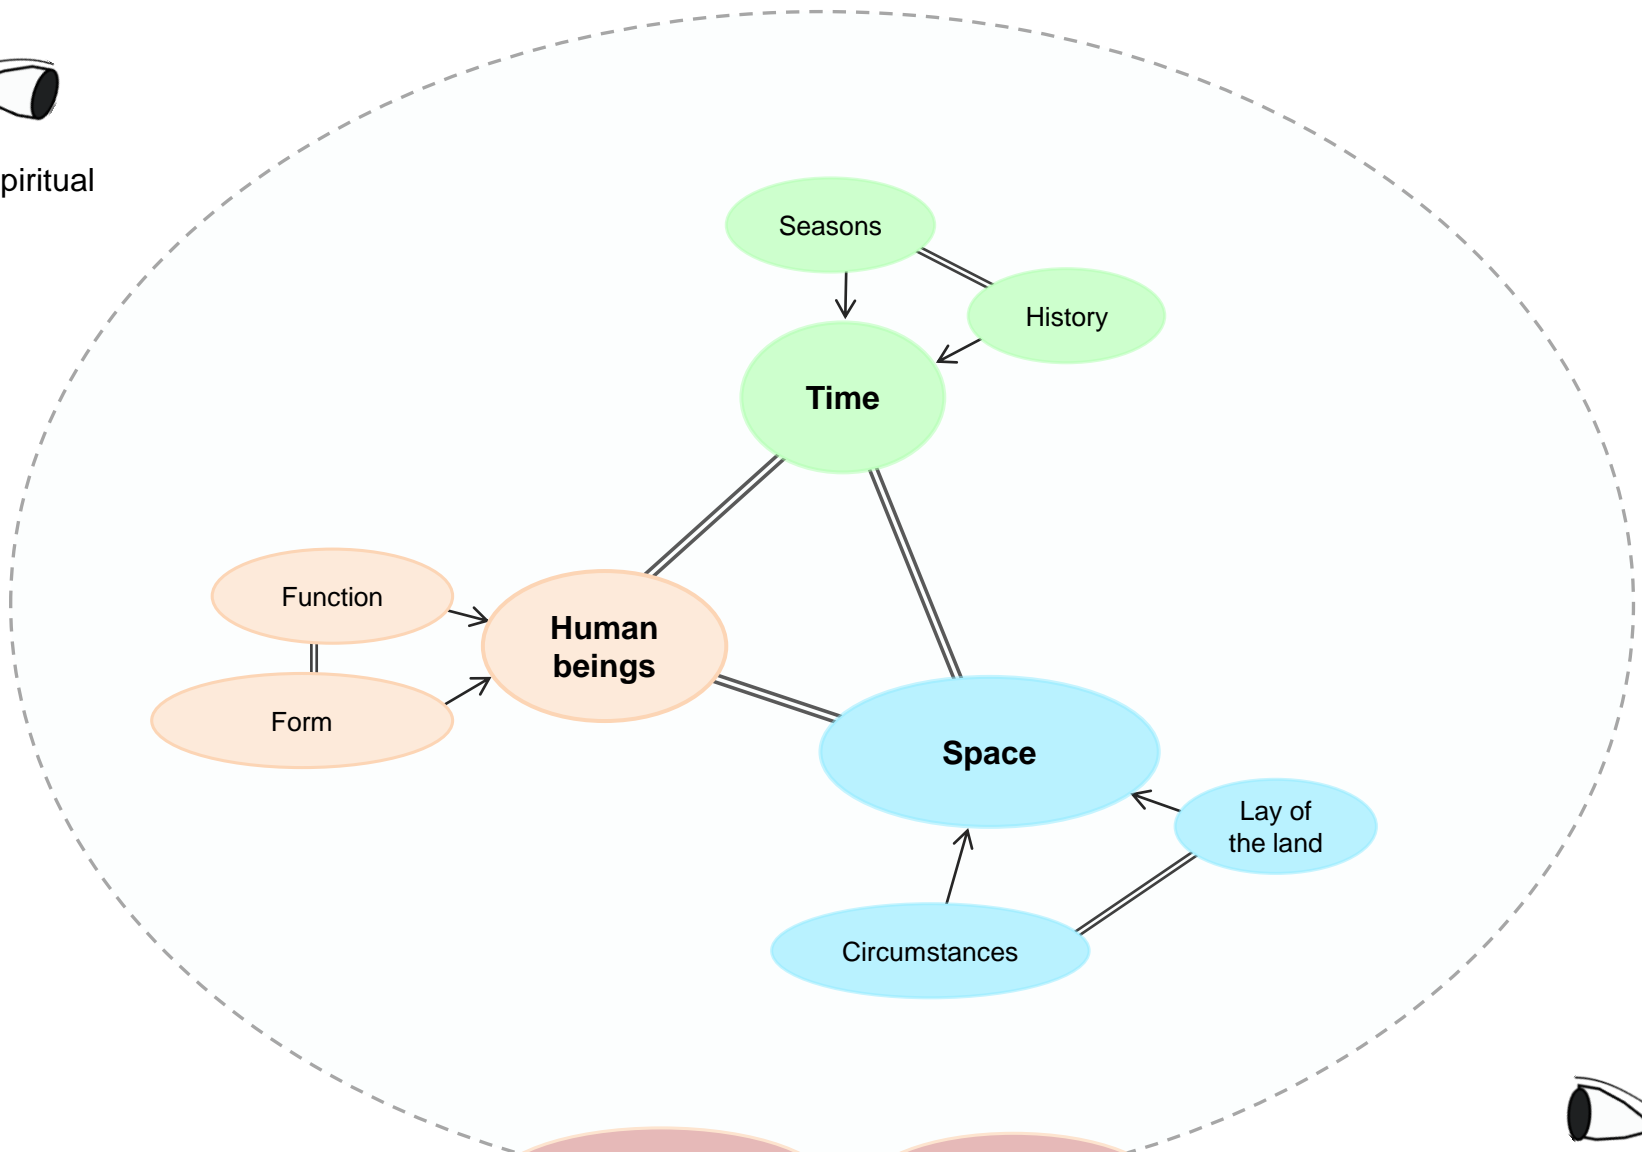 piritual
Seasons
History
Time
Function
Human
beings
Form
Space
Lay of
the land
Circumstances